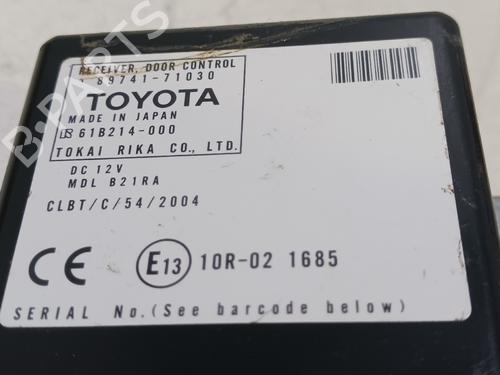 RECEIVER, DOOR CONTROL
89741-71030
TOYOTA
MADE IN JAPAN
61B214-000
TOKAI RIKA CO., LTD.
DC 12V
MDL B21RA
CLBT/C/54/2004
CE E13 10R-02 1685
SERIAL No.(See barcode below)
B-PARTS